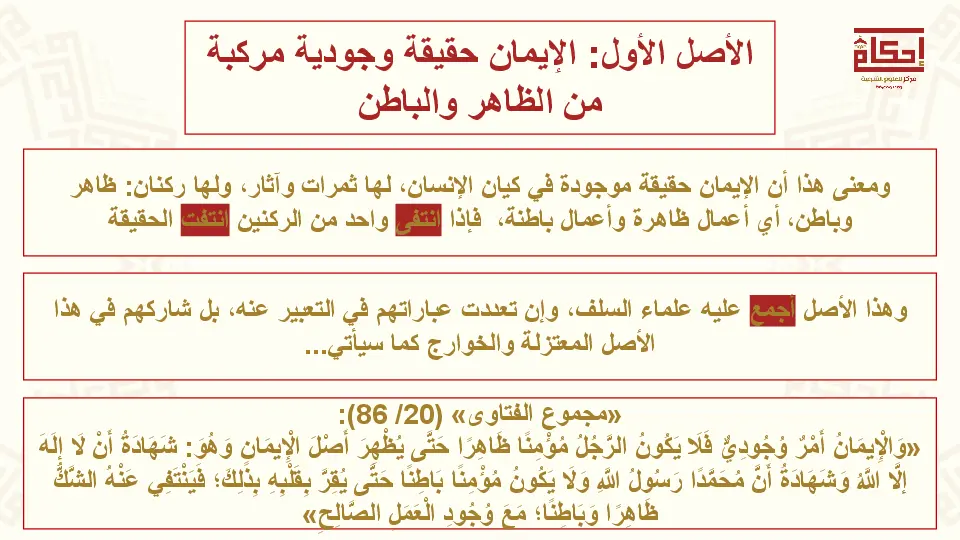 الأصل الأول: الإيمان حقيقة وجودية مركبة
من الظاهر والباطن
إحكام
مركز للعلوم الشرعية
ومعنى هذا أن الإيمان حقيقة موجودة في كيان الإنسان، لها ثمرات وآثار، ولها ركنان: ظاهر
وباطن، أي أعمال ظاهرة وأعمال باطنة، فإذا انتفى واحد من الركنين انتفت الحقيقة
وهذا الأصل أجمع عليه علماء السلف، وإن تعددت عباراتهم في التعبير عنه، بل شاركهم في هذا
الأصل المعتزلة والخوارج كما سيأتي...
«مجموع الفتاوى» (20/ 86):
«وَالْإِيمَانُ أَمْرٌ وُجُودِيٌّ فَلَا يَكُونُ الرَّجُلُ مُؤْمِنًا ظَاهِرًا حَتَّى يُظْهِرَ أَصْلَ الْإِيمَانِ وَهُوَ: شَهَادَةُ أَنْ لَا إلَهَ
إلَّا اللَّهُ وَشَهَادَةُ أَنَّ مُحَمَّدًا رَسُولُ اللَّهِ وَلَا يَكُونُ مُؤْمِنًا بَاطِنًا حَتَّى يُقِرَّ بِقَلْبِهِ بِذَلِكَ؛ فَيَنْتَفِي عَنْهُ الشَّكُّ
ظَاهِرًا وَبَاطِنًا؛ مَعَ وُجُودِ الْعَمَلِ الصَّالِحِ»